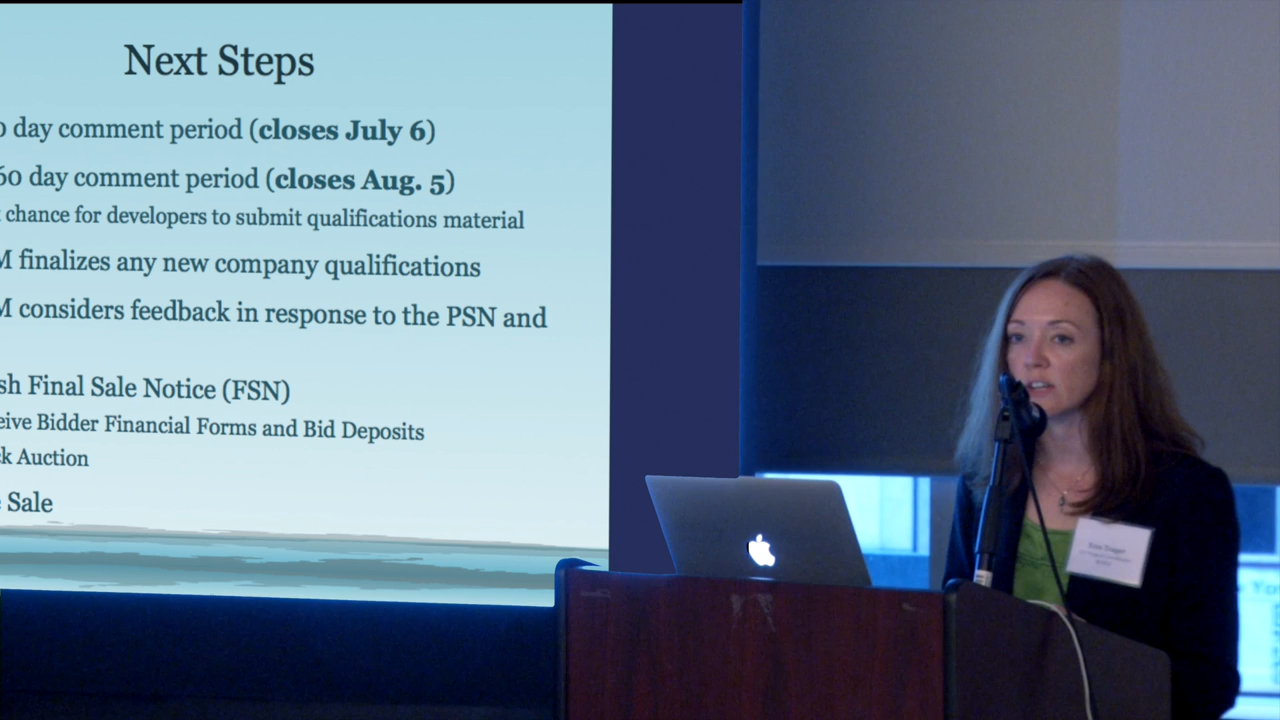 Next Steps
day comment period (closes July 6)
60 day comment period (closes Aug. 5)
chance for developers to submit qualifications material
M finalizes any new company qualifications
M considers feedback in response to the PSN and
sh Final Sale Notice (FSN)
eive Bidder Financial Forms and Bid Deposits
ck Auction
Sale